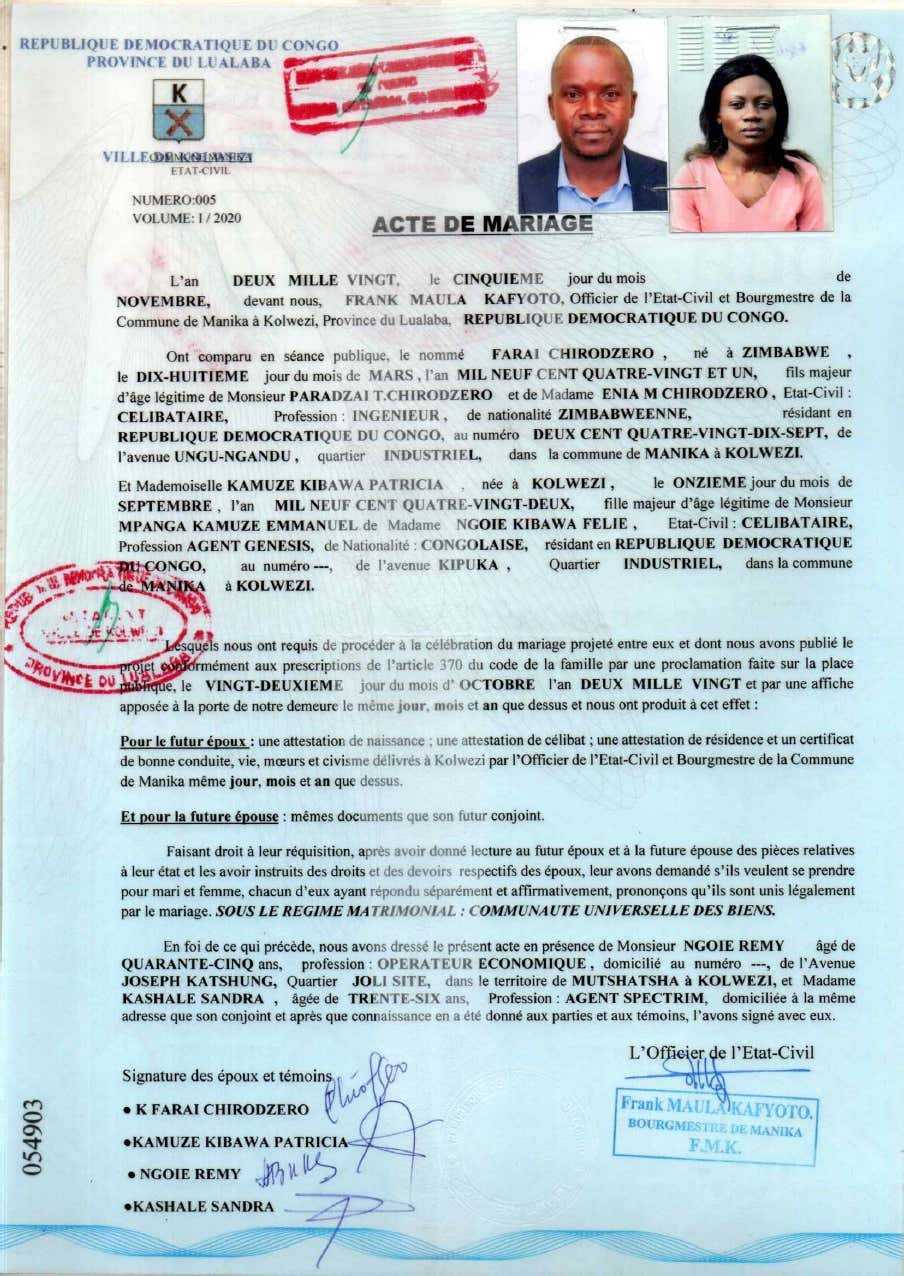 REPUBLIQUE DEMOCRATIQUE DU CONGO
PROVINCE DU LUALABA
K
VILLE DE KOLWEZI
ETAT-CIVIL
NUMERO:005
VOLUME: I / 2020
ACTE DE MARIAGE
L'an DEUX MILLE VINGT, le CINQUIEME jour du mois de
NOVEMBRE, devant nous, FRANK MAULA KAFYOTO, Officier de l'Etat-Civil et Bourgmestre de la
Commune de Manika à Kolwezi, Province du Lualaba, REPUBLIQUE DEMOCRATIQUE DU CONGO.
Ont comparu en séance publique, le nommé FARAI CHIRODZERO , né à ZIMBABWE ,
le DIX-HUITIEME jour du mois de MARS , l'an MIL NEUF CENT QUATRE-VINGT ET UN, fils majeur
d'âge légitime de Monsieur PARADZAI T.CHIRODZERO et de Madame ENIA M CHIRODZERO , Etat-Civil :
CELIBATAIRE, Profession : INGENIEUR , de nationalité ZIMBABWEENNE, résidant en
REPUBLIQUE DEMOCRATIQUE DU CONGO, au numéro DEUX CENT QUATRE-VINGT-DIX-SEPT, de
l'avenue UNGU-NGANDU , quartier INDUSTRIEL, dans la commune de MANIKA à KOLWEZI.
Et Mademoiselle KAMUZE KIBAWA PATRICIA , née à KOLWEZI , le ONZIEME jour du mois de
SEPTEMBRE , l'an MIL NEUF CENT QUATRE-VINGT-DEUX, fille majeur d'âge légitime de Monsieur
MPANGA KAMUZE EMMANUEL de Madame NGOIE KIBAWA FELIE , Etat-Civil : CELIBATAIRE,
Profession AGENT GENESIS, de Nationalité : CONGOLAISE, résidant en REPUBLIQUE DEMOCRATIQUE
DU CONGO, au numéro ---, de l'avenue KIPUKA , Quartier INDUSTRIEL, dans la commune
de MANIKA à KOLWEZI.
VILLE DE KOLWEZI
PROVINCE DU LUALABA
Lesquels nous ont requis de procéder à la célébration du mariage projeté entre eux et dont nous avons publié le
projet conformément aux prescriptions de l'article 370 du code de la famille par une proclamation faite sur la place
publique, le VINGT-DEUXIEME jour du mois d' OCTOBRE l'an DEUX MILLE VINGT et par une affiche
apposée à la porte de notre demeure le même jour, mois et an que dessus et nous ont produit à cet effet :
Pour le futur époux : une attestation de naissance ; une attestation de célibat ; une attestation de résidence et un certificat
de bonne conduite, vie, mœurs et civisme délivrés à Kolwezi par l'Officier de l'Etat-Civil et Bourgmestre de la Commune
de Manika même jour, mois et an que dessus.
Et pour la future épouse : mêmes documents que son futur conjoint.
Faisant droit à leur réquisition, après avoir donné lecture au futur époux et à la future épouse des pièces relatives
à leur état et les avoir instruits des droits et des devoirs respectifs des époux, leur avons demandé s'ils veulent se prendre
pour mari et femme, chacun d'eux ayant répondu séparément et affirmativement, prononçons qu'ils sont unis légalement
par le mariage. SOUS LE REGIME MATRIMONIAL : COMMUNAUTE UNIVERSELLE DES BIENS.
En foi de ce qui précède, nous avons dressé le présent acte en présence de Monsieur NGOIE REMY âgé de
QUARANTE-CINQ ans, profession : OPERATEUR ECONOMIQUE , domicilié au numéro ---, de l'Avenue
JOSEPH KATSHUNG, Quartier JOLI SITE, dans le territoire de MUTSHATSHA à KOLWEZI, et Madame
KASHALE SANDRA , âgée de TRENTE-SIX ans, Profession : AGENT SPECTRIM, domiciliée à la même
adresse que son conjoint et après que connaissance en a été donné aux parties et aux témoins, l'avons signé avec eux.
L'Officier de l'Etat-Civil
Signature des époux et témoins
• K FARAI CHIRODZERO
•KAMUZE KIBAWA PATRICIA
• NGOIE REMY
•KASHALE SANDRA
Frank MAULA KAFYOTO.
BOURGMESTRE DE MANIKA
F.M.K.
054903